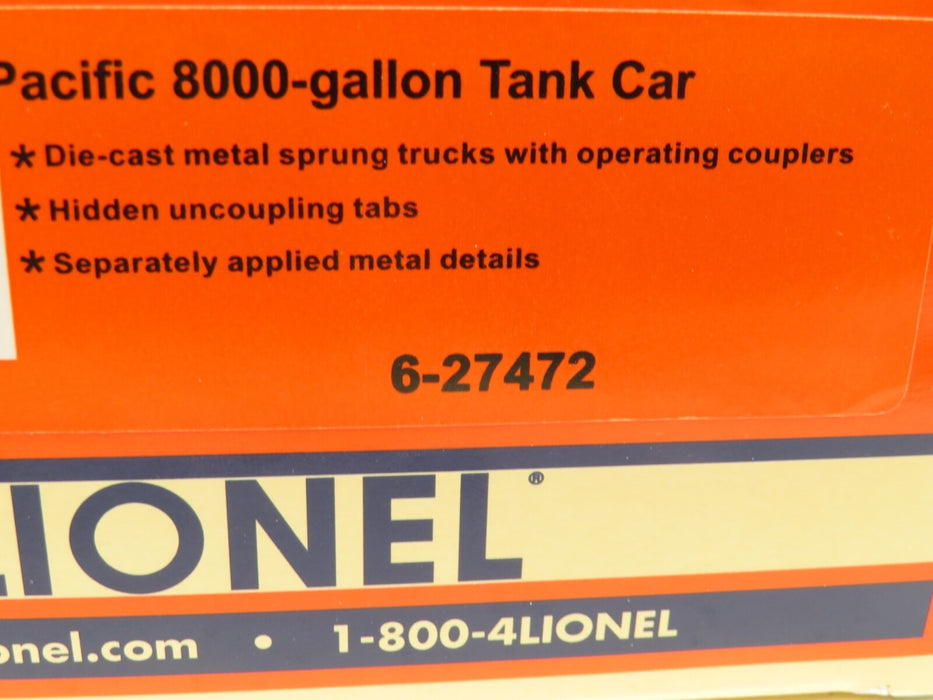 Pacific 8000-gallon Tank Car
* Die-cast metal sprung trucks with operating couplers
* Hidden uncoupling tabs
* Separately applied metal details
6-27472
LIONEL®
onel.com • 1-800-4LIONEL